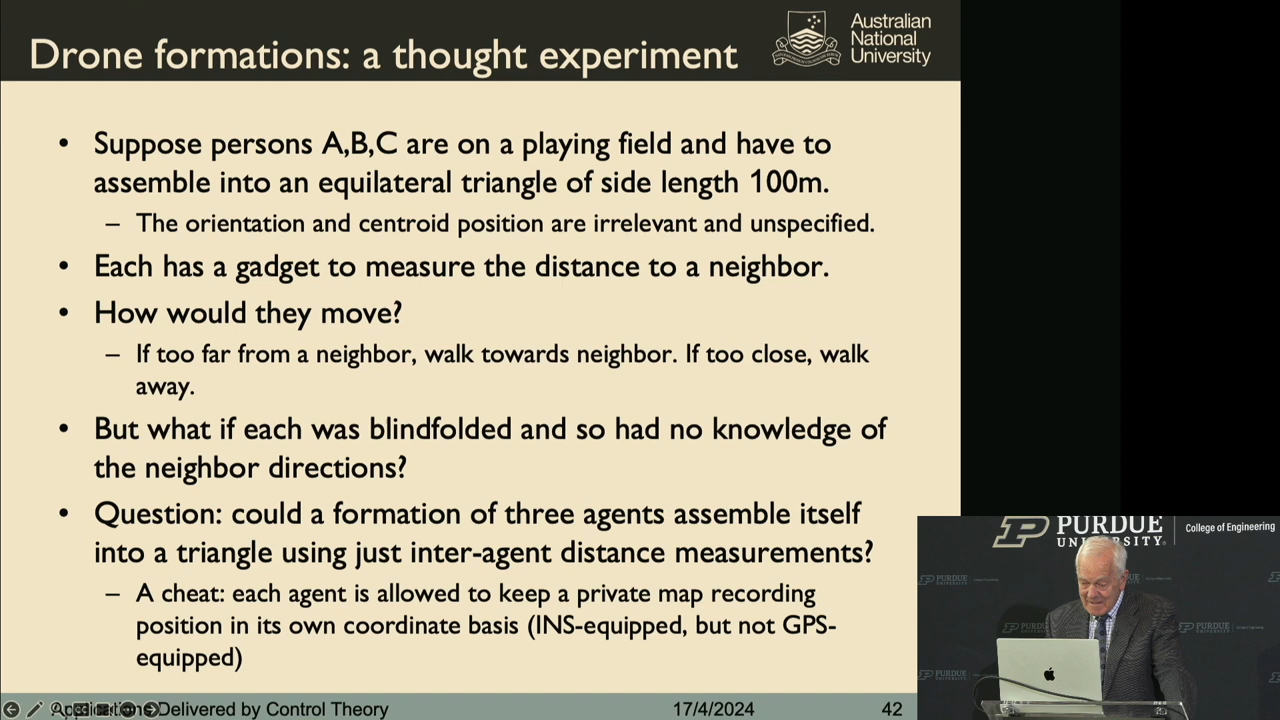 Drone formations: a thought experiment
Australian
National
University
• Suppose persons A,B,C are on a playing field and have to
assemble into an equilateral triangle of side length 100m.
– The orientation and centroid position are irrelevant and unspecified.
• Each has a gadget to measure the distance to a neighbor.
• How would they move?
– If too far from a neighbor, walk towards neighbor. If too close, walk
away.
• But what if each was blindfolded and so had no knowledge of
the neighbor directions?
• Question: could a formation of three agents assemble itself
into a triangle using just inter-agent distance measurements?
– A cheat: each agent is allowed to keep a private map recording
position in its own coordinate basis (INS-equipped, but not GPS-
equipped)
Applications Delivered by Control Theory
17/4/2024
42
PURDUE
UNIVERSITY
College of Engineering
PURDUE
PURDUE
PURDUE